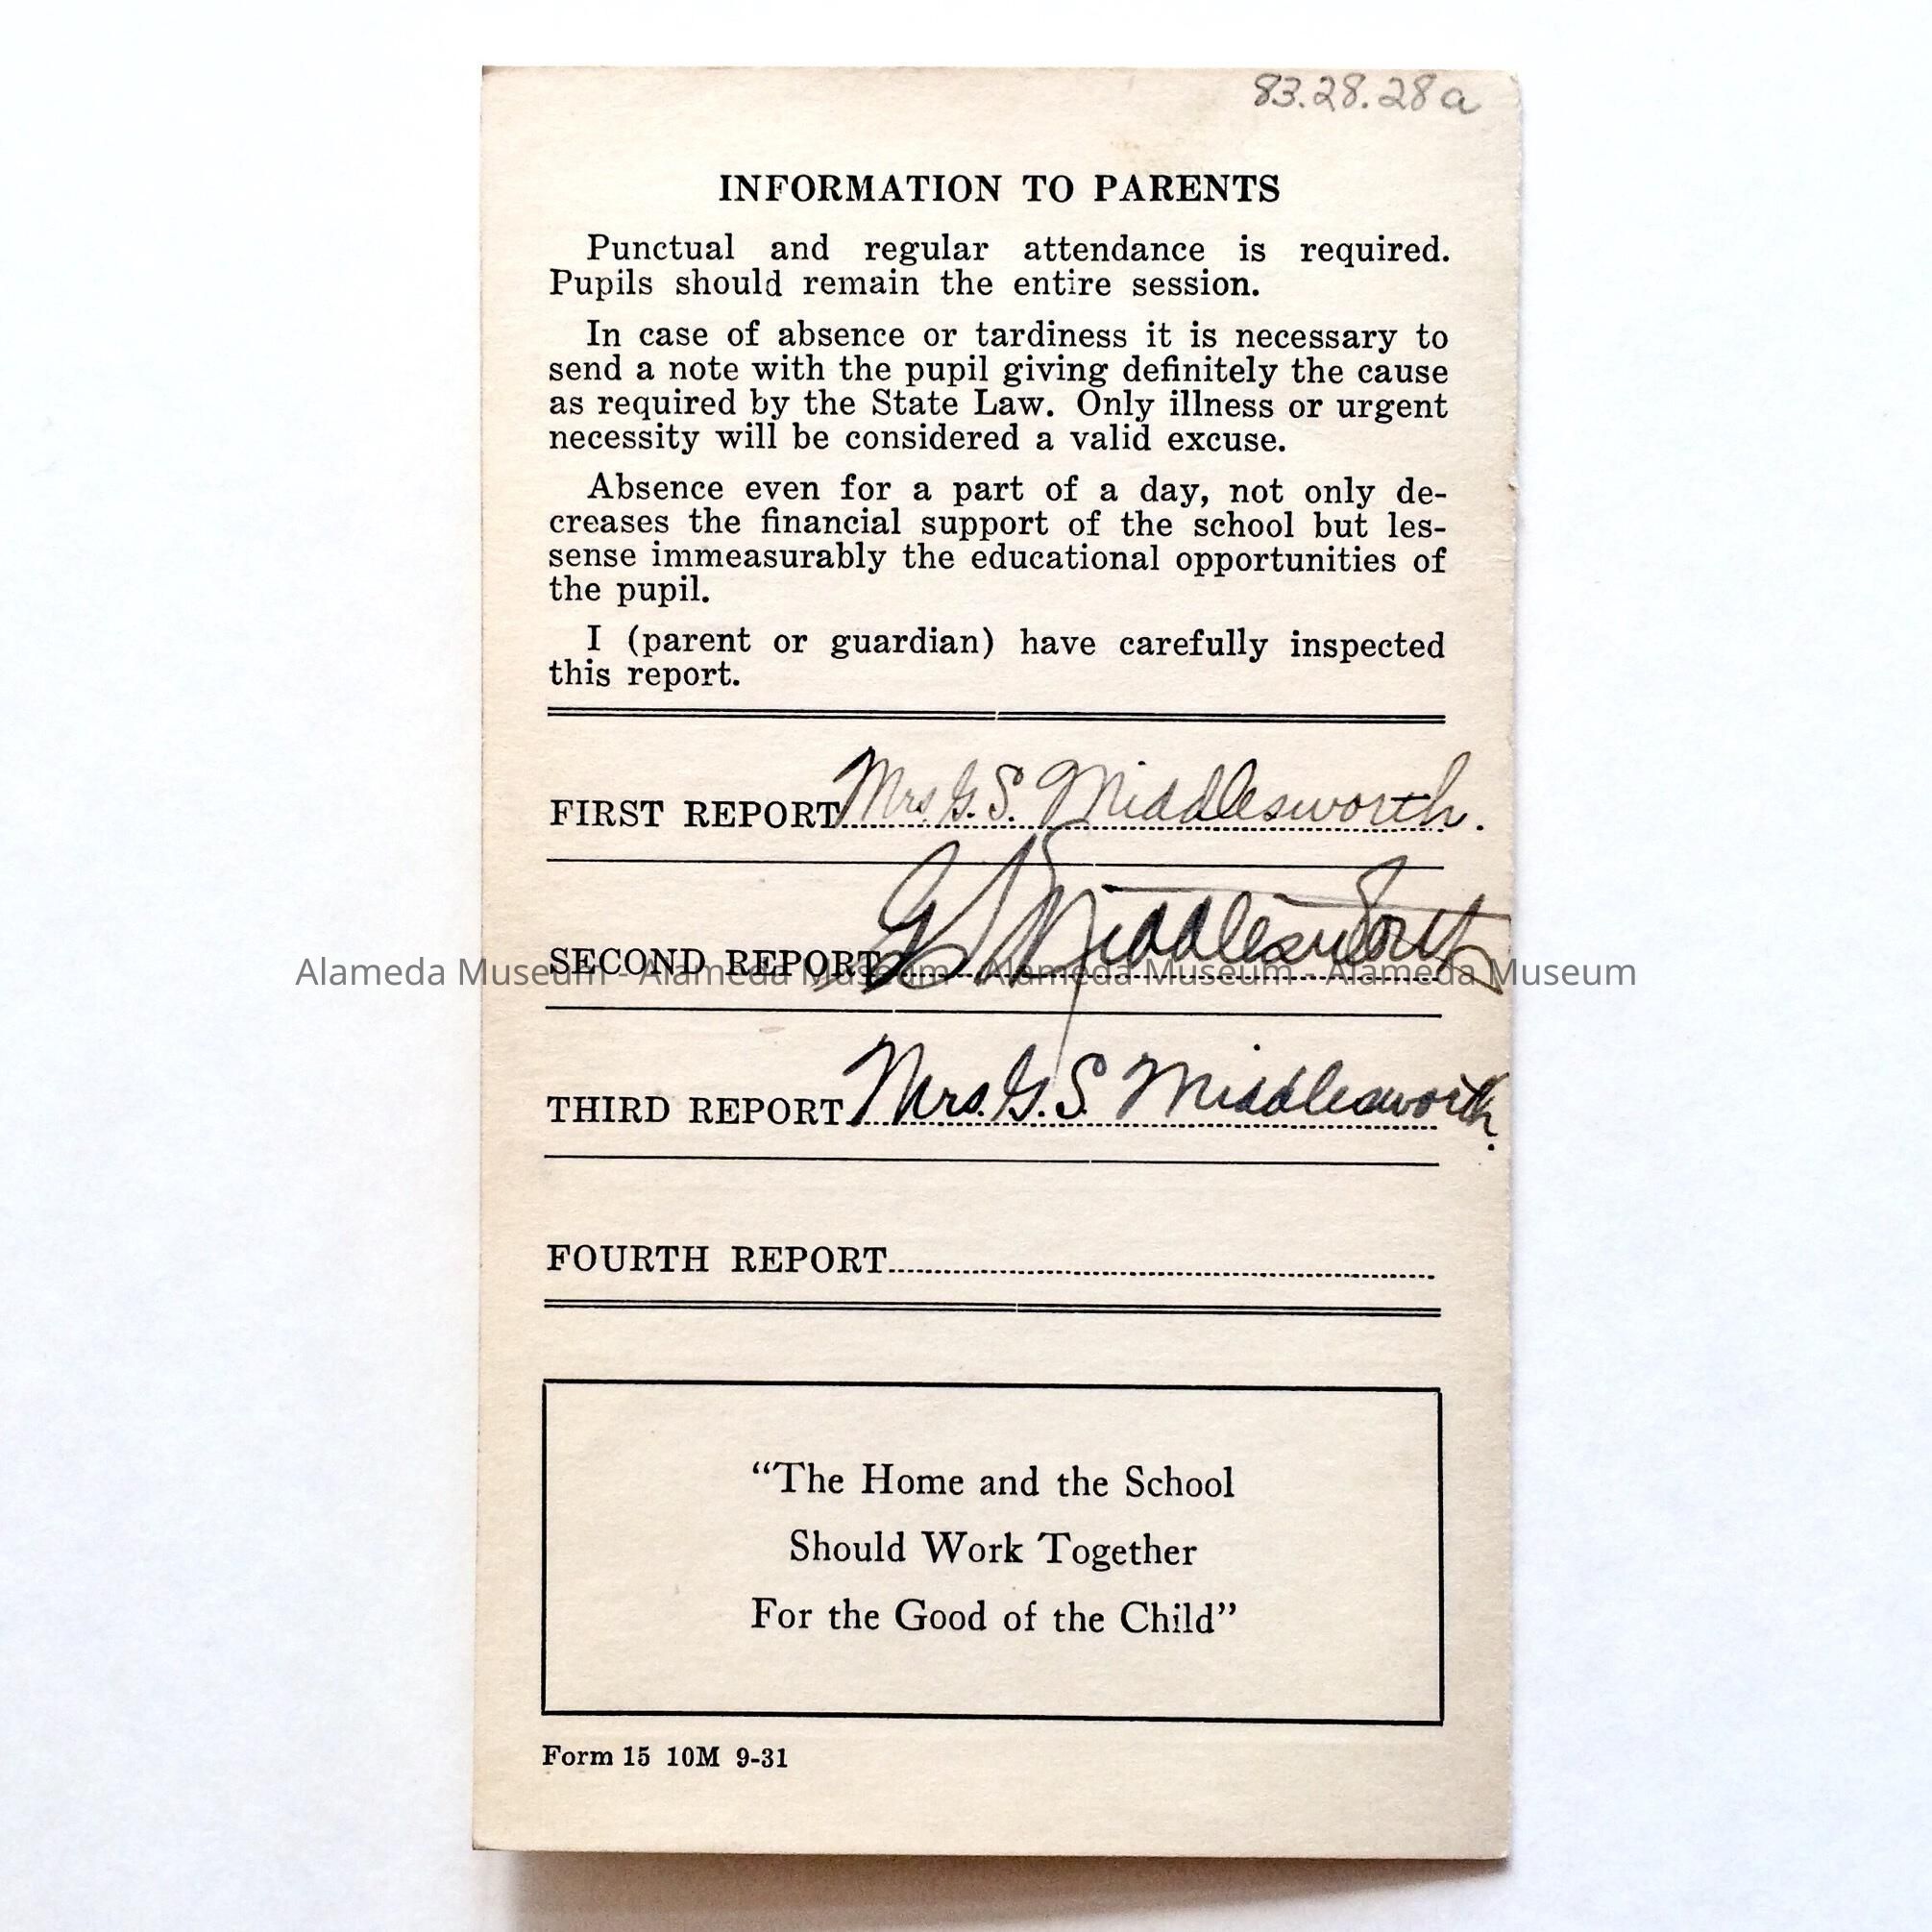 83.28.28a
INFORMATION TO PARENTS
Punctual and regular attendance is required.
Pupils should remain the entire session.
In case of absence or tardiness it is necessary to
send a note with the pupil giving definitely the cause
as required by the State Law. Only illness or urgent
necessity will be considered a valid excuse.
Absence even for a part of a day, not only de-
creases the financial support of the school but les-
sense immeasurably the educational opportunities of
the pupil.
I (parent or guardian) have carefully inspected
this report.
FIRST REPORT Mrs. G. S. Middlesworth.
SECOND REPORT G S Middlesworth
Alameda Museum - Alameda Museum - Alameda Museum - Alameda Museum
THIRD REPORT Mrs. G. S. Middlesworth.
FOURTH REPORT
"The Home and the School
Should Work Together
For the Good of the Child"
Form 15 10M 9-31